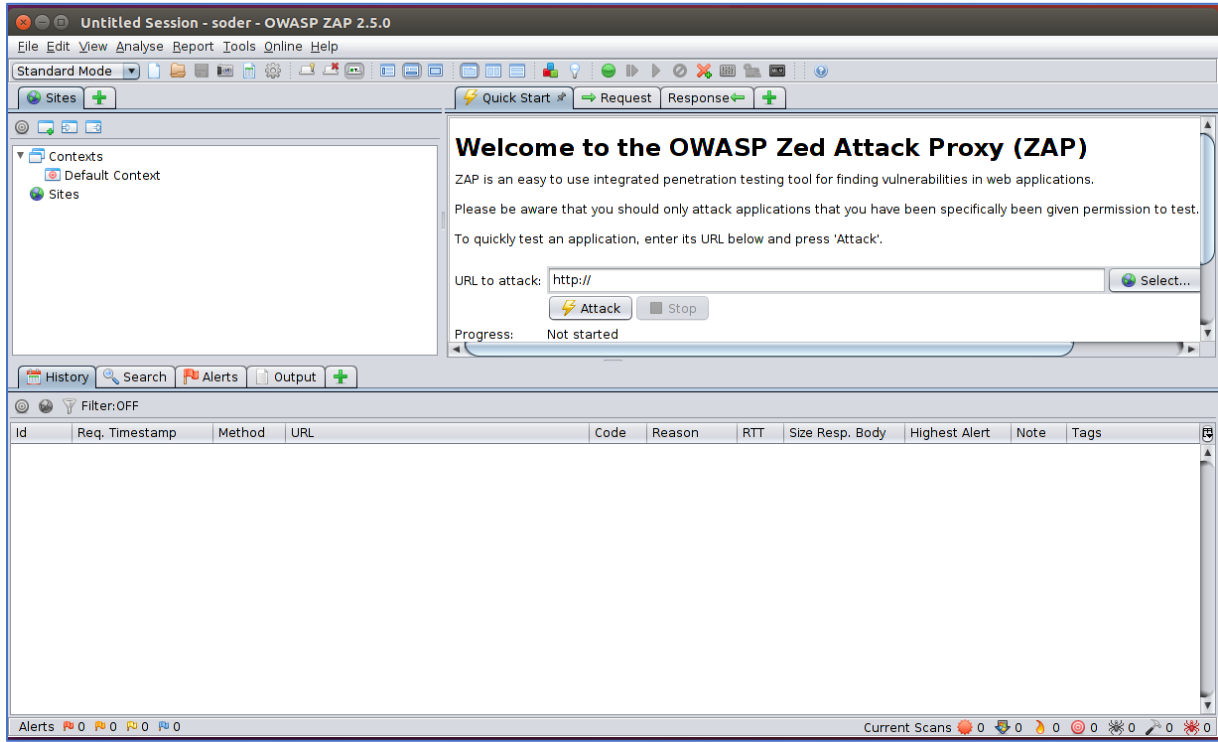 Untitled Session - soder - OWASP ZAP 2.5.0
File Edit View Analyse Report Tools Online Help
Standard Mode
Sites
Quick Start Request Response
Contexts
Default Context
Sites
Welcome to the OWASP Zed Attack Proxy (ZAP)
ZAP is an easy to use integrated penetration testing tool for finding vulnerabilities in web applications.
Please be aware that you should only attack applications that you have been specifically been given permission to test.
To quickly test an application, enter its URL below and press 'Attack'.
URL to attack: http:// Select...
Attack Stop
Progress: Not started
History Search Alerts Output
Filter:OFF
Id Req. Timestamp Method URL Code Reason RTT Size Resp. Body Highest Alert Note Tags
Alerts 0 0 0 0 Current Scans 0 0 0 0 0 0 0